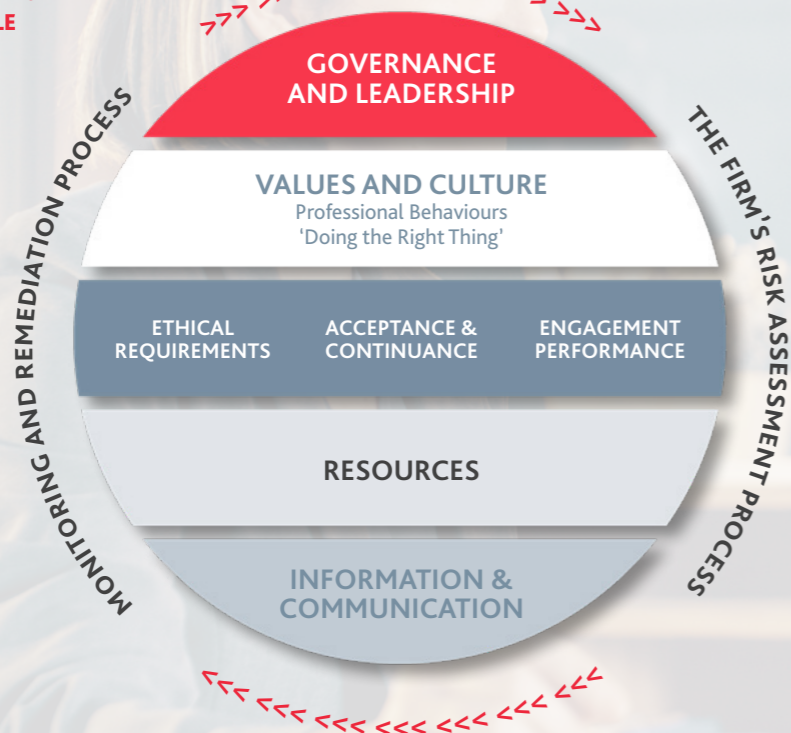 LE
GOVERNANCE
AND LEADERSHIP
VALUES AND CULTURE
Professional Behaviours
‘Doing the Right Thing’
ETHICAL
REQUIREMENTS
ACCEPTANCE &
CONTINUANCE
ENGAGEMENT
PERFORMANCE
RESOURCES
INFORMATION &
COMMUNICATION
MONITORING AND REMEDIATION PROCESS
THE FIRM'S RISK ASSESSMENT PROCESS